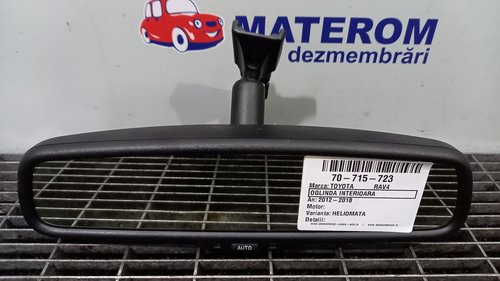 MATEROM
dezmembrări
70-715-723
Marca: TOYOTA RAV4
OGLINDA INTERIOARA
An: 2012-2018
Motor:
Varianta: HELIOMATA
Detalii:
AUTO